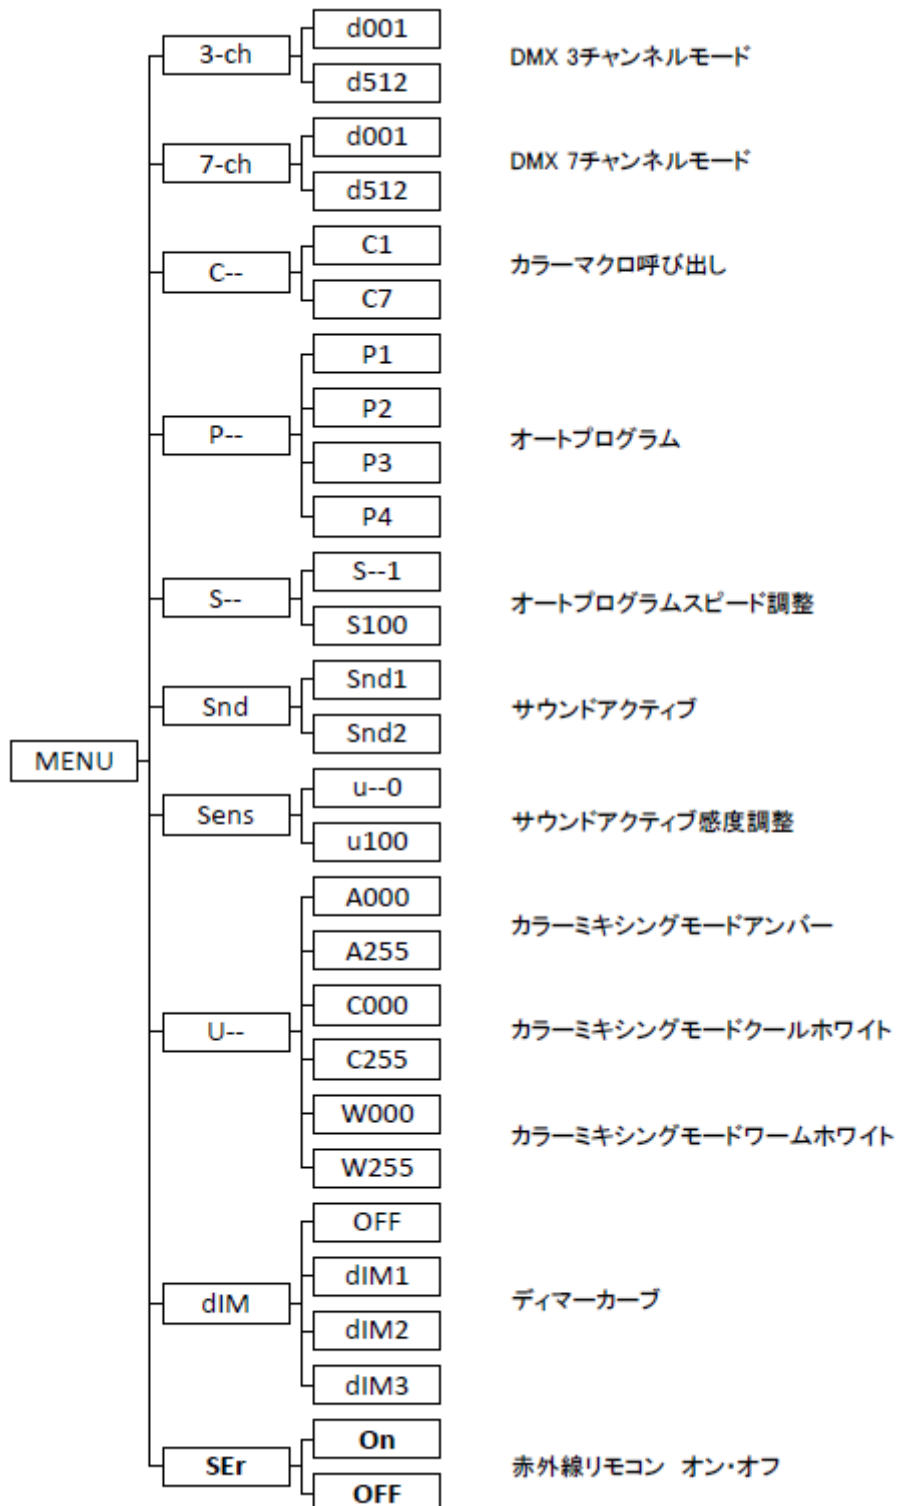 3-ch
d001
d512
DMX 3チャンネルモード
7-ch
d001
d512
DMX 7チャンネルモード
C--
C1
C7
カラーマクロ呼び出し
P--
P1
P2
P3
P4
オートプログラム
S--
S--1
S100
オートプログラムスピード調整
Snd
Snd1
Snd2
サウンドアクティブ
MENU
Sens
u--0
u100
サウンドアクティブ感度調整
U--
A000
A255
カラーミキシングモードアンバー
C000
C255
カラーミキシングモードクールホワイト
W000
W255
カラーミキシングモードワームホワイト
dIM
OFF
dIM1
dIM2
dIM3
ディマーカーブ
SEr
On
OFF
赤外線リモコン オン・オフ